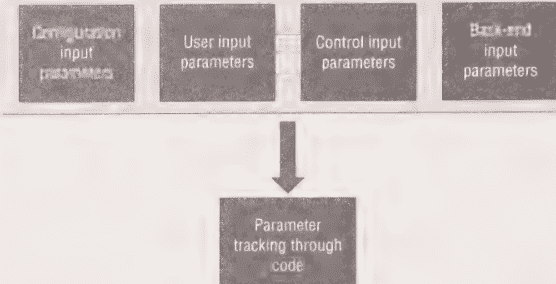 Configuration
input
parameters
User input
parameters
Control input
parameters
Back-end
input
parameters
Parameter
tracking through
code